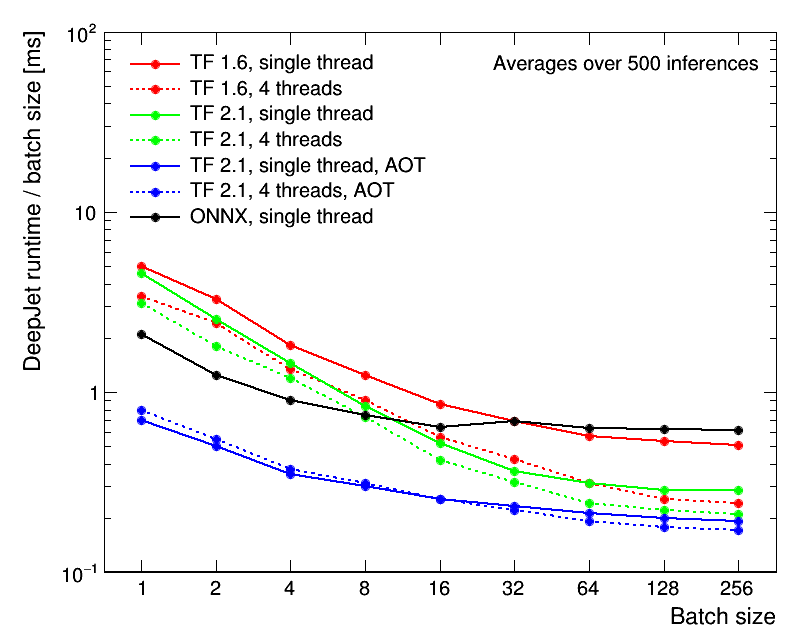 DeepJet runtime / batch size [ms]
10²
10
1
10⁻¹
TF 1.6, single thread
TF 1.6, 4 threads
TF 2.1, single thread
TF 2.1, 4 threads
TF 2.1, single thread, AOT
TF 2.1, 4 threads, AOT
ONNX, single thread
Averages over 500 inferences
1 2 4 8 16 32 64 128 256
Batch size